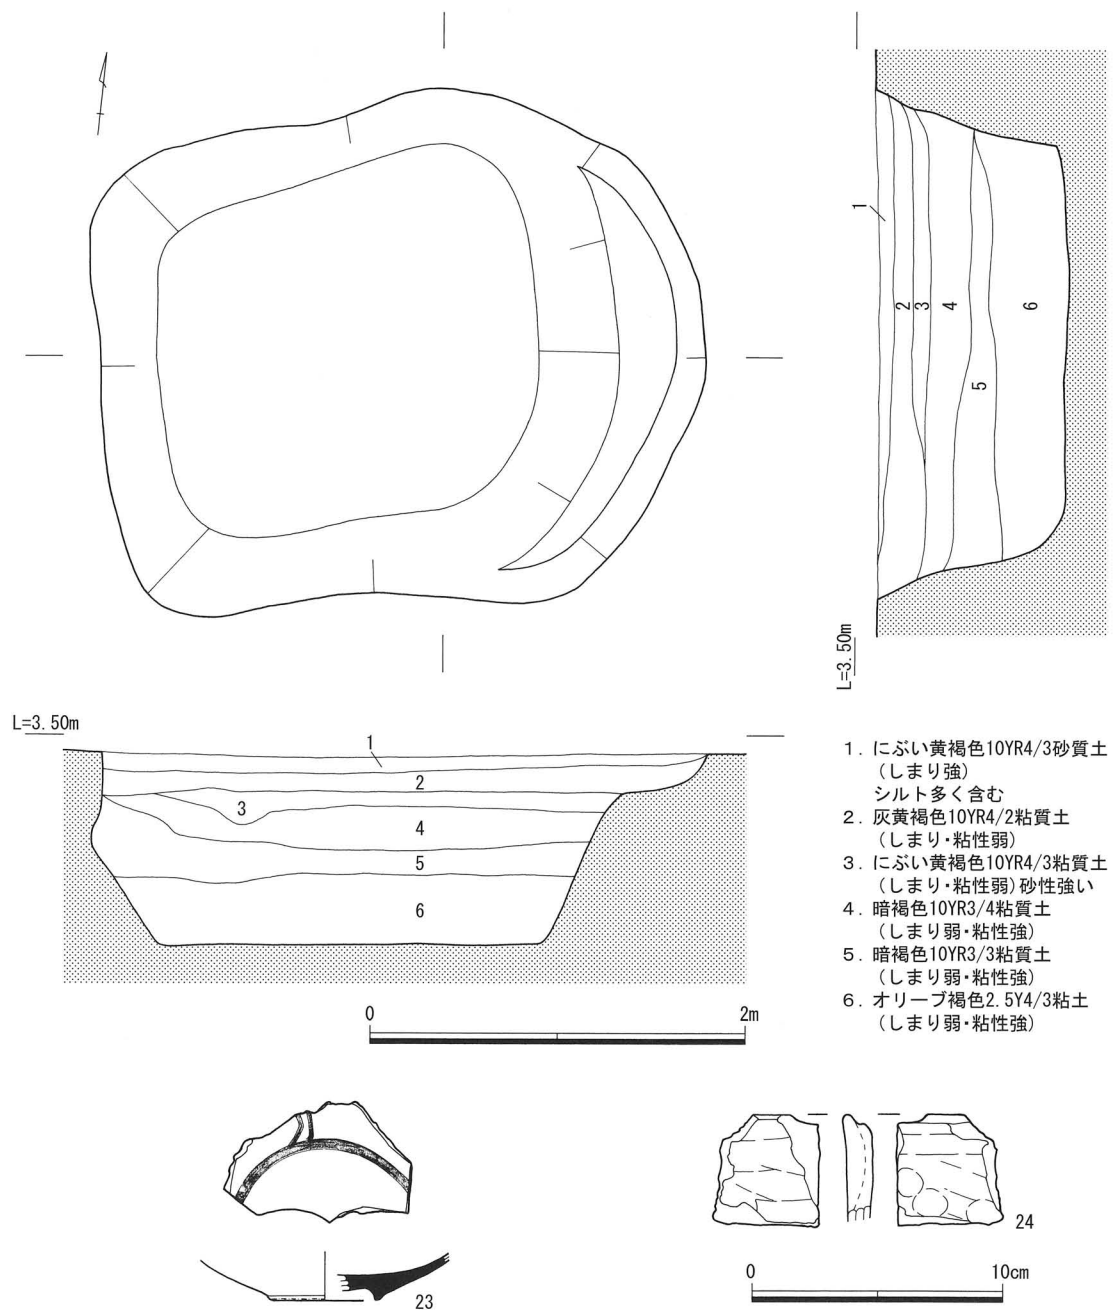 1
2
3
4
5
6
L=3.50m
L=3.50m
1
2
3
4
5
6
1. にぶい黄褐色10YR4/3砂質土
(しまり強)
シルト多く含む
2. 灰黄褐色10YR4/2粘質土
(しまり・粘性弱)
3. にぶい黄褐色10YR4/3粘質土
(しまり・粘性弱)砂性強い
4. 暗褐色10YR3/4粘質土
(しまり弱・粘性強)
5. 暗褐色10YR3/3粘質土
(しまり弱・粘性強)
6. オリーブ褐色2.5Y4/3粘土
(しまり弱・粘性強)
0 2m
23
24
0 10cm